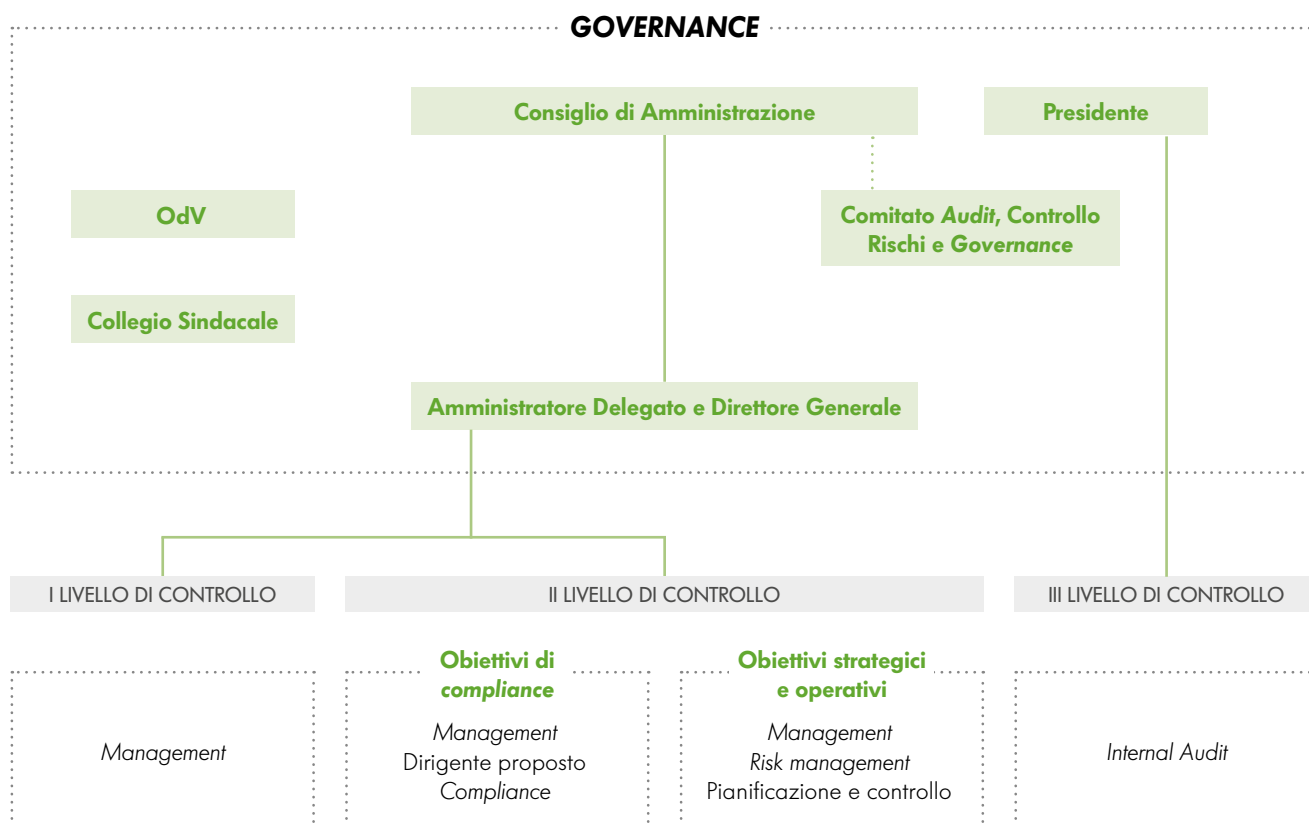 GOVERNANCE
Consiglio di Amministrazione
Presidente
OdV
Comitato Audit, Controllo
Rischi e Governance
Collegio Sindacale
Amministratore Delegato e Direttore Generale
I LIVELLO DI CONTROLLO
II LIVELLO DI CONTROLLO
III LIVELLO DI CONTROLLO
Management
Obiettivi di
compliance
Management
Dirigente proposto
Compliance
Obiettivi strategici
e operativi
Management
Risk management
Pianificazione e controllo
Internal Audit